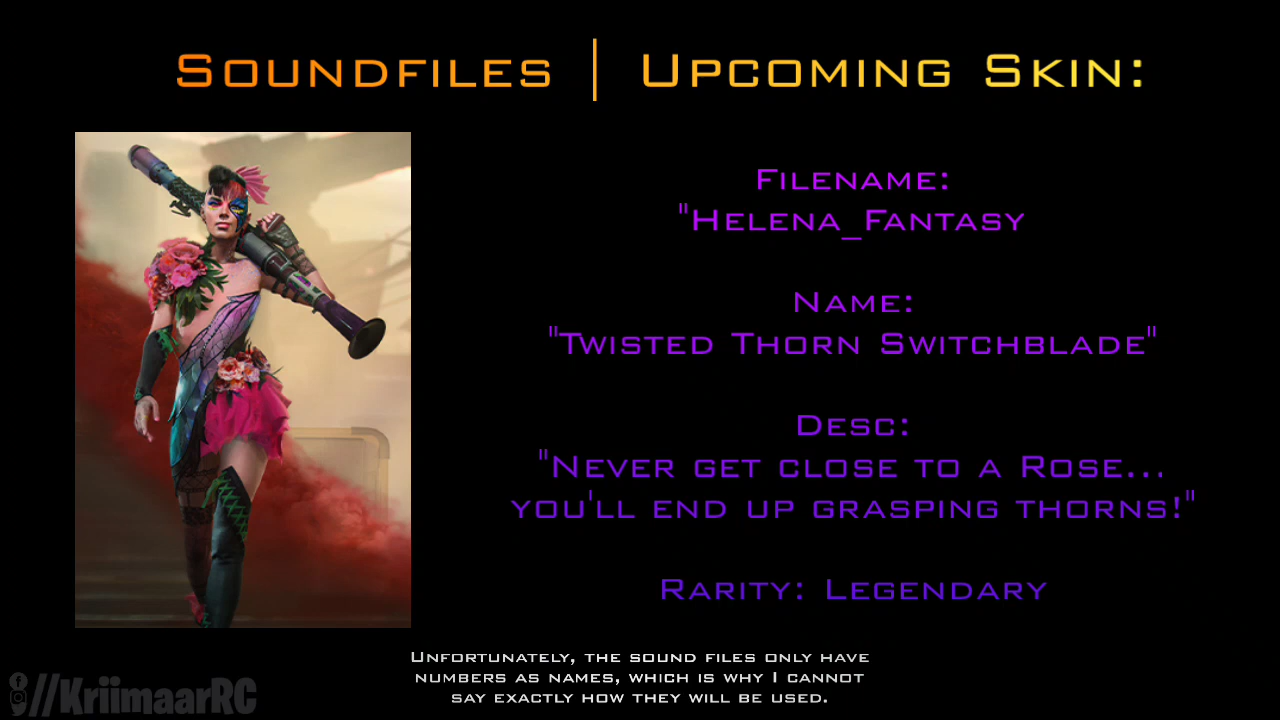 Soundfiles | Upcoming Skin:
Filename:
"Helena_Fantasy
Name:
"Twisted Thorn Switchblade"
Desc:
"Never get close to a Rose...
you'll end up grasping thorns!"
Rarity: Legendary
Unfortunately, the sound files only have
numbers as names, which is why I cannot
say exactly how they will be used.
//KriimaarRC